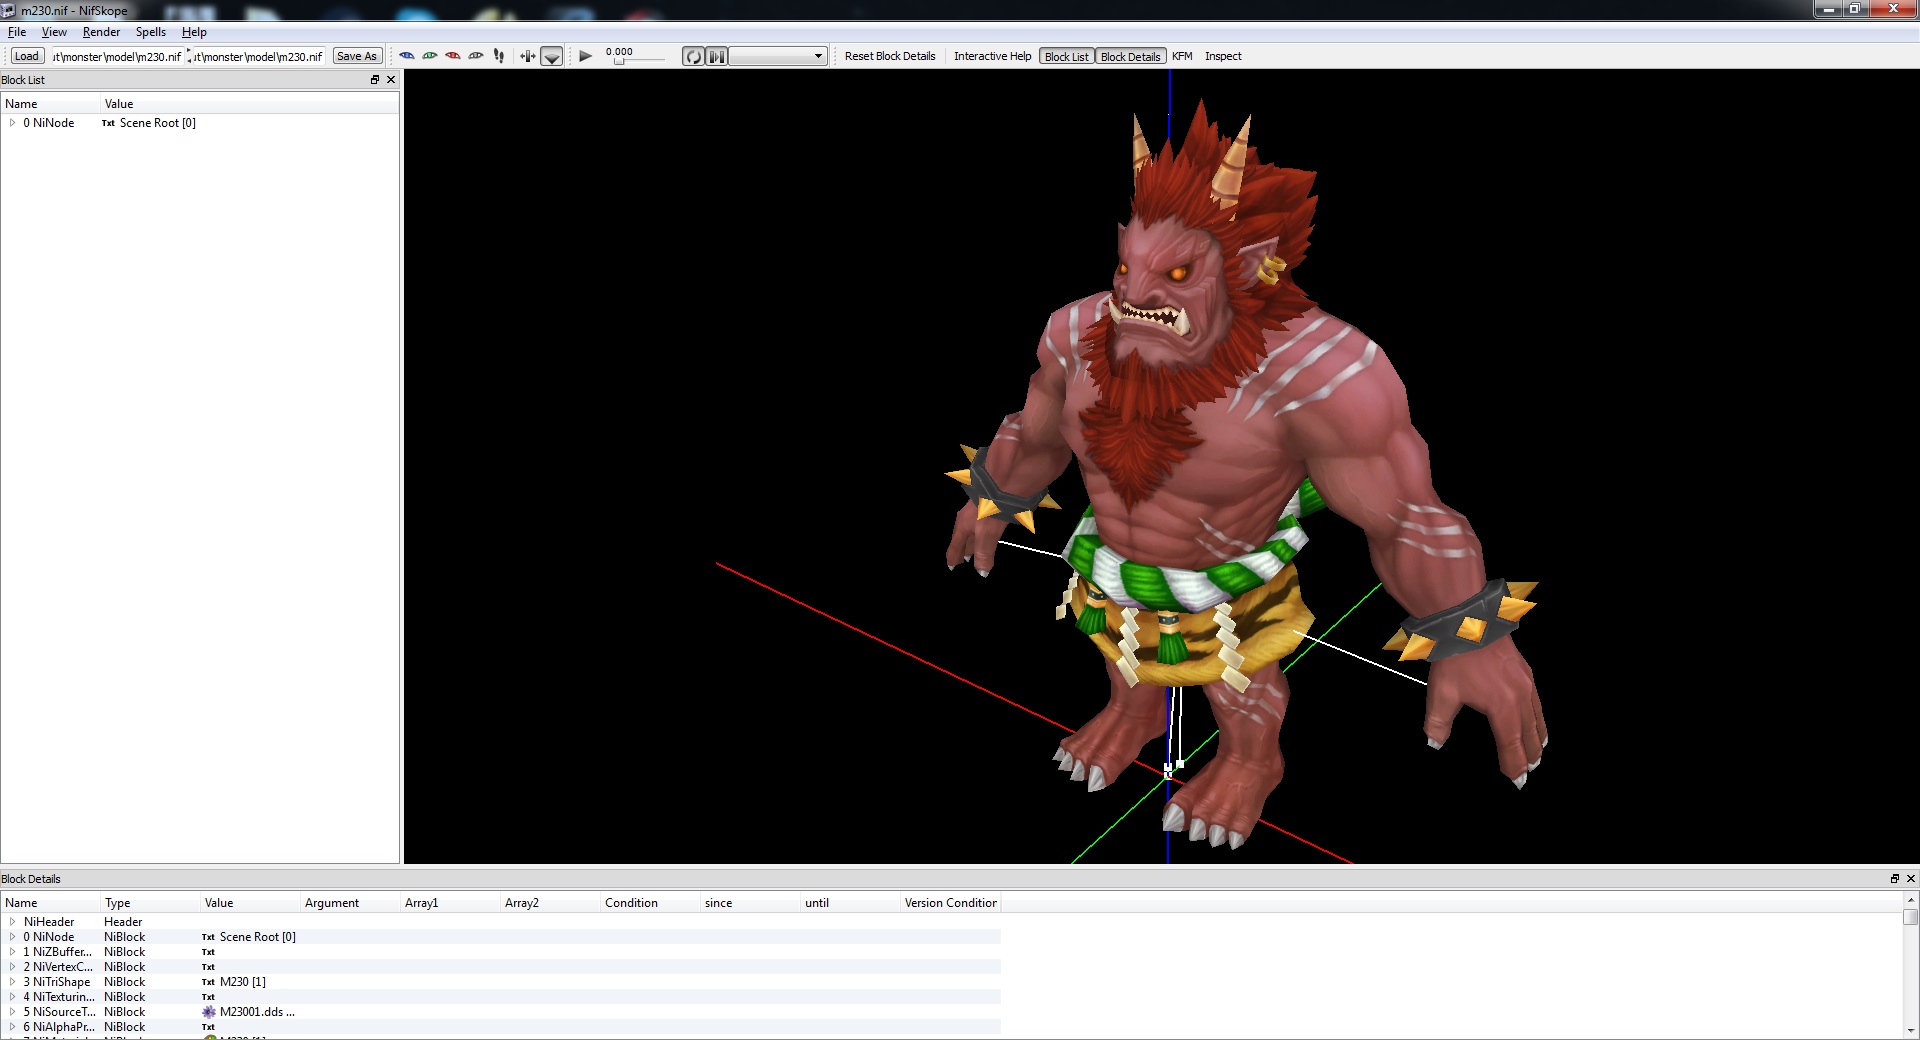 m230.nif - NifSkope
File View Render Spells Help
Load ut\monster\model\m230.nif ut\monster\model\m230.nif Save As 0.000 Reset Block Details Interactive Help Block List Block Details KFM Inspect
Block List
Name Value
0 NiNode Txt Scene Root [0]
Block Details
Name Type Value Argument Array1 Array2 Condition since until Version Condition
NiHeader Header
0 NiNode NiBlock Txt Scene Root [0]
1 NiZBuffer... NiBlock Txt
2 NiVertexC... NiBlock Txt
3 NiTriShape NiBlock Txt M230 [1]
4 NiTexturin... NiBlock Txt
5 NiSourceT... NiBlock M23001.dds ...
6 NiAlphaPr... NiBlock Txt